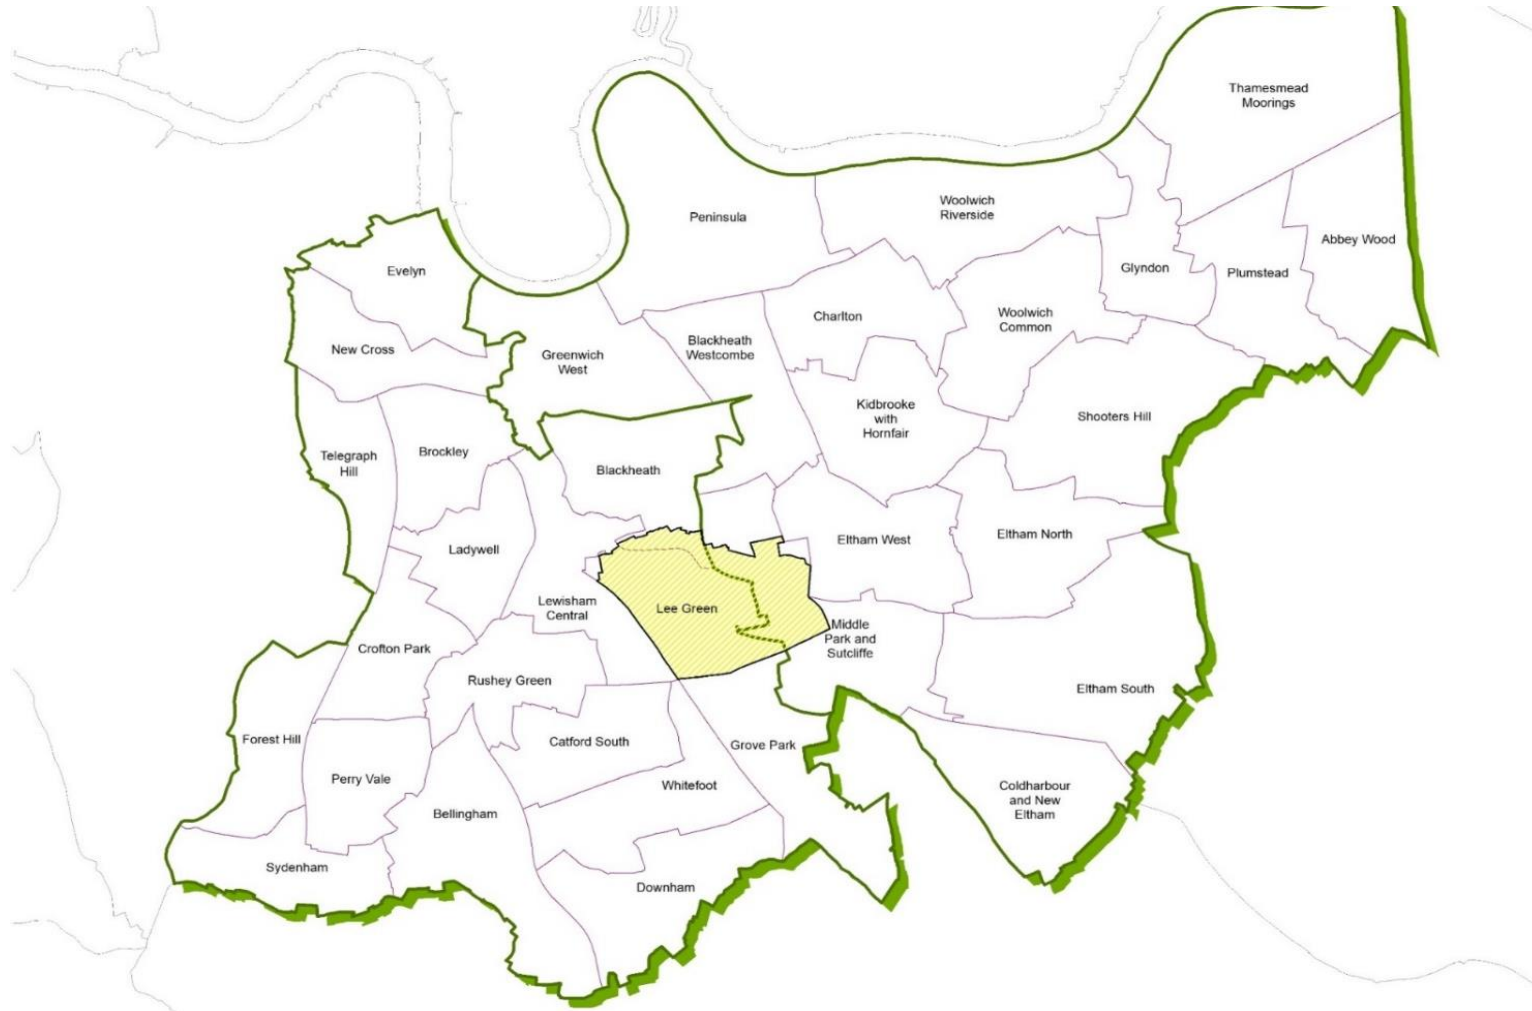 Thamesmead
Moorings
Woolwich
Riverside
Peninsula
Abbey Wood
Evelyn
Glyndon
Plumstead
Charlton
Woolwich
Common
New Cross
Greenwich
West
Blackheath
Westcombe
Kidbrooke
with
Hornfair
Shooters Hill
Telegraph
Hill
Brockley
Blackheath
Ladywell
Eltham West
Eltham North
Lewisham
Central
Lee Green
Middle
Park and
Sutcliffe
Crofton Park
Rushey Green
Eltham South
Forest Hill
Catford South
Grove Park
Perry Vale
Whitefoot
Coldharbour
and New
Eltham
Bellingham
Sydenham
Downham